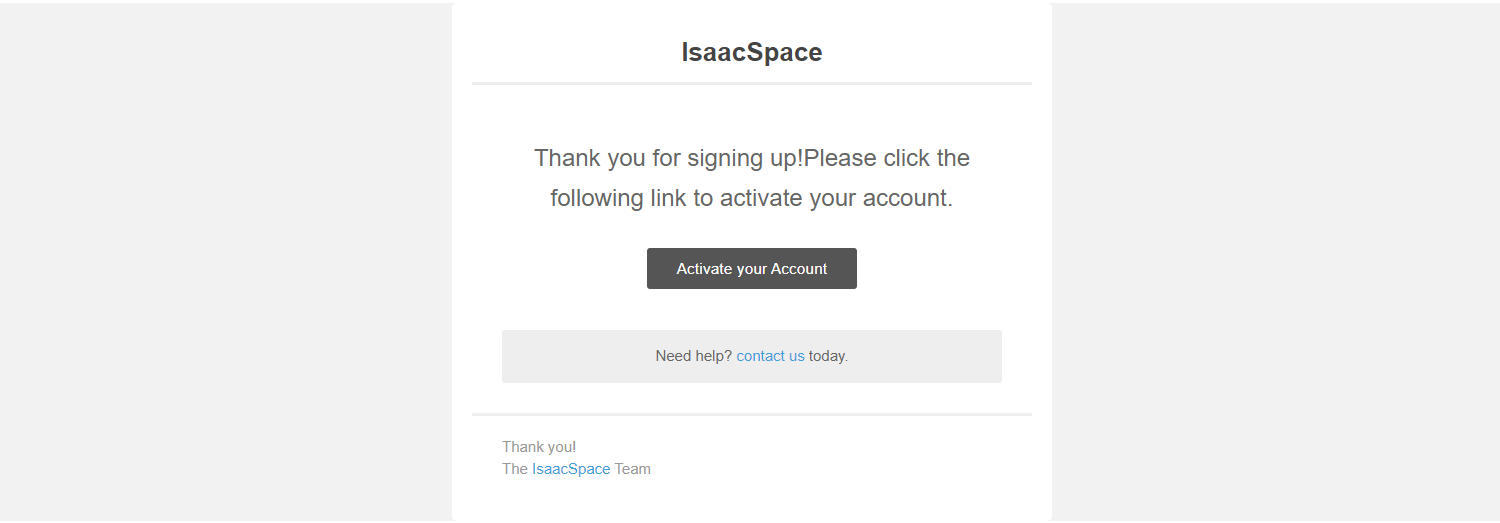 IsaacSpace
Thank you for signing up!Please click the
following link to activate your account.
Activate your Account
Need help? contact us today.
Thank you!
The IsaacSpace Team